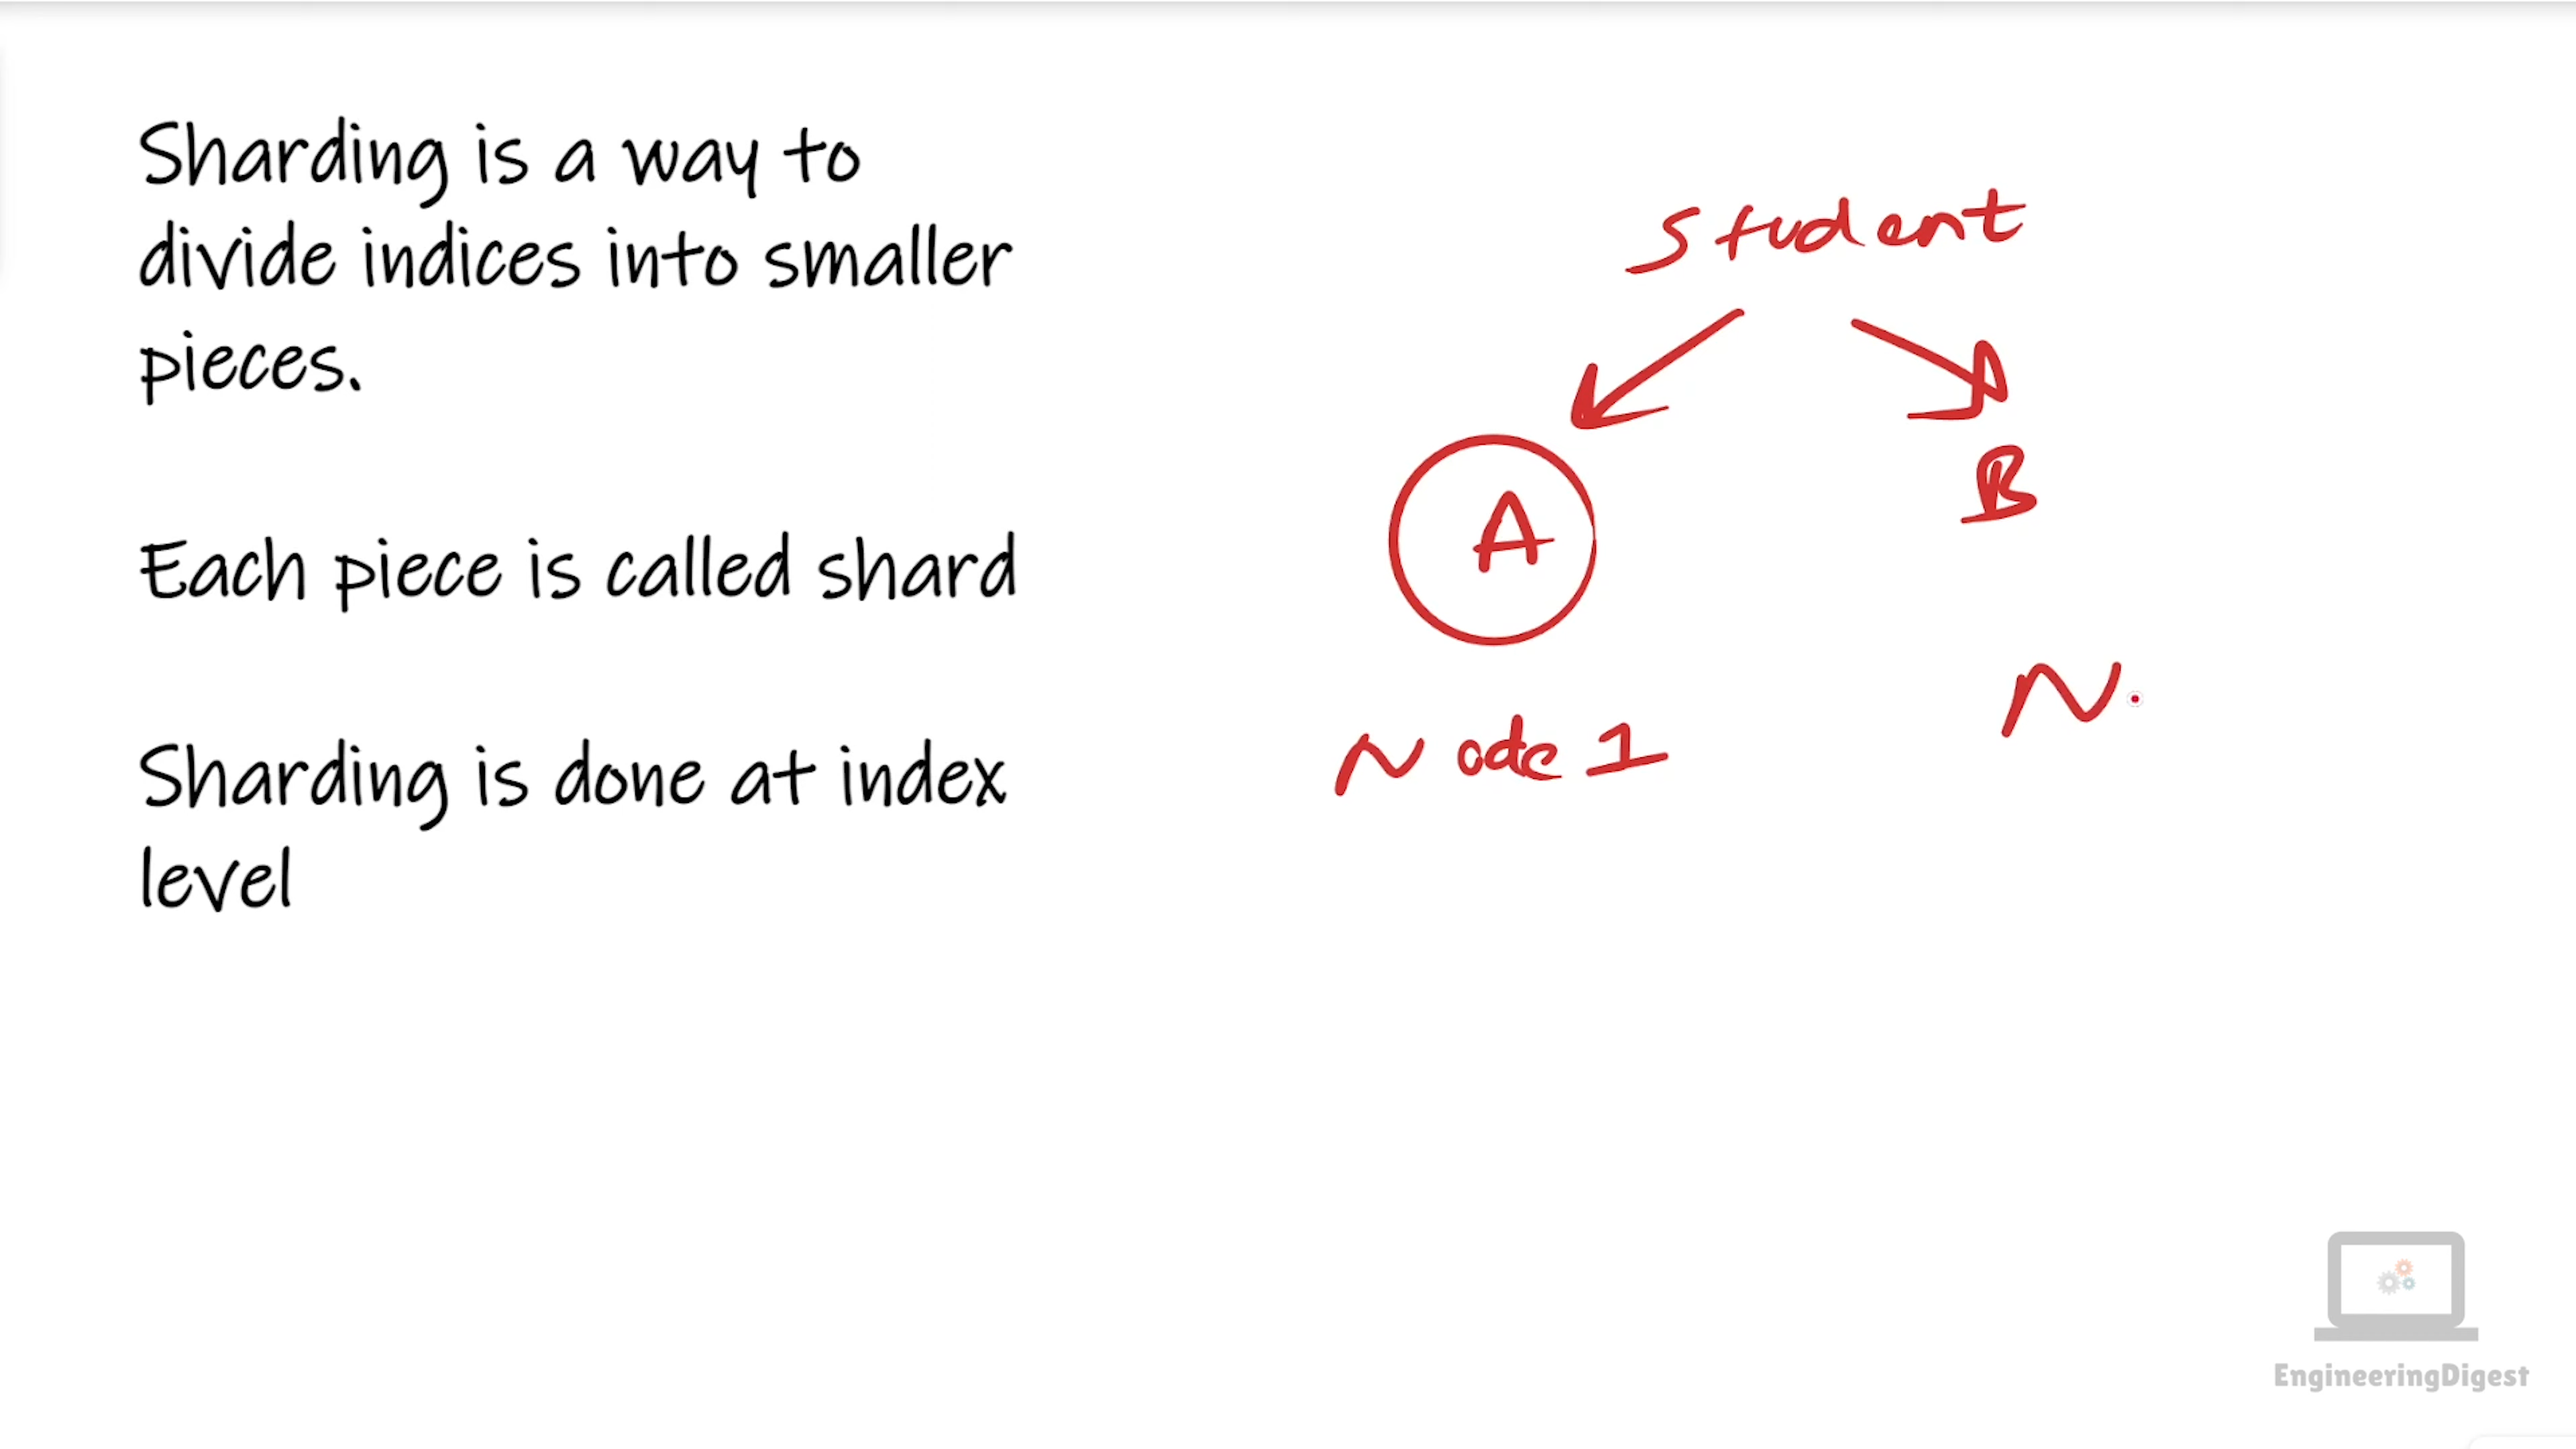 Sharding is a way to
divide indices into smaller
pieces.
Each piece is called shard
Sharding is done at index
level
Student
A
B
Node 1
N
EngineeringDigest